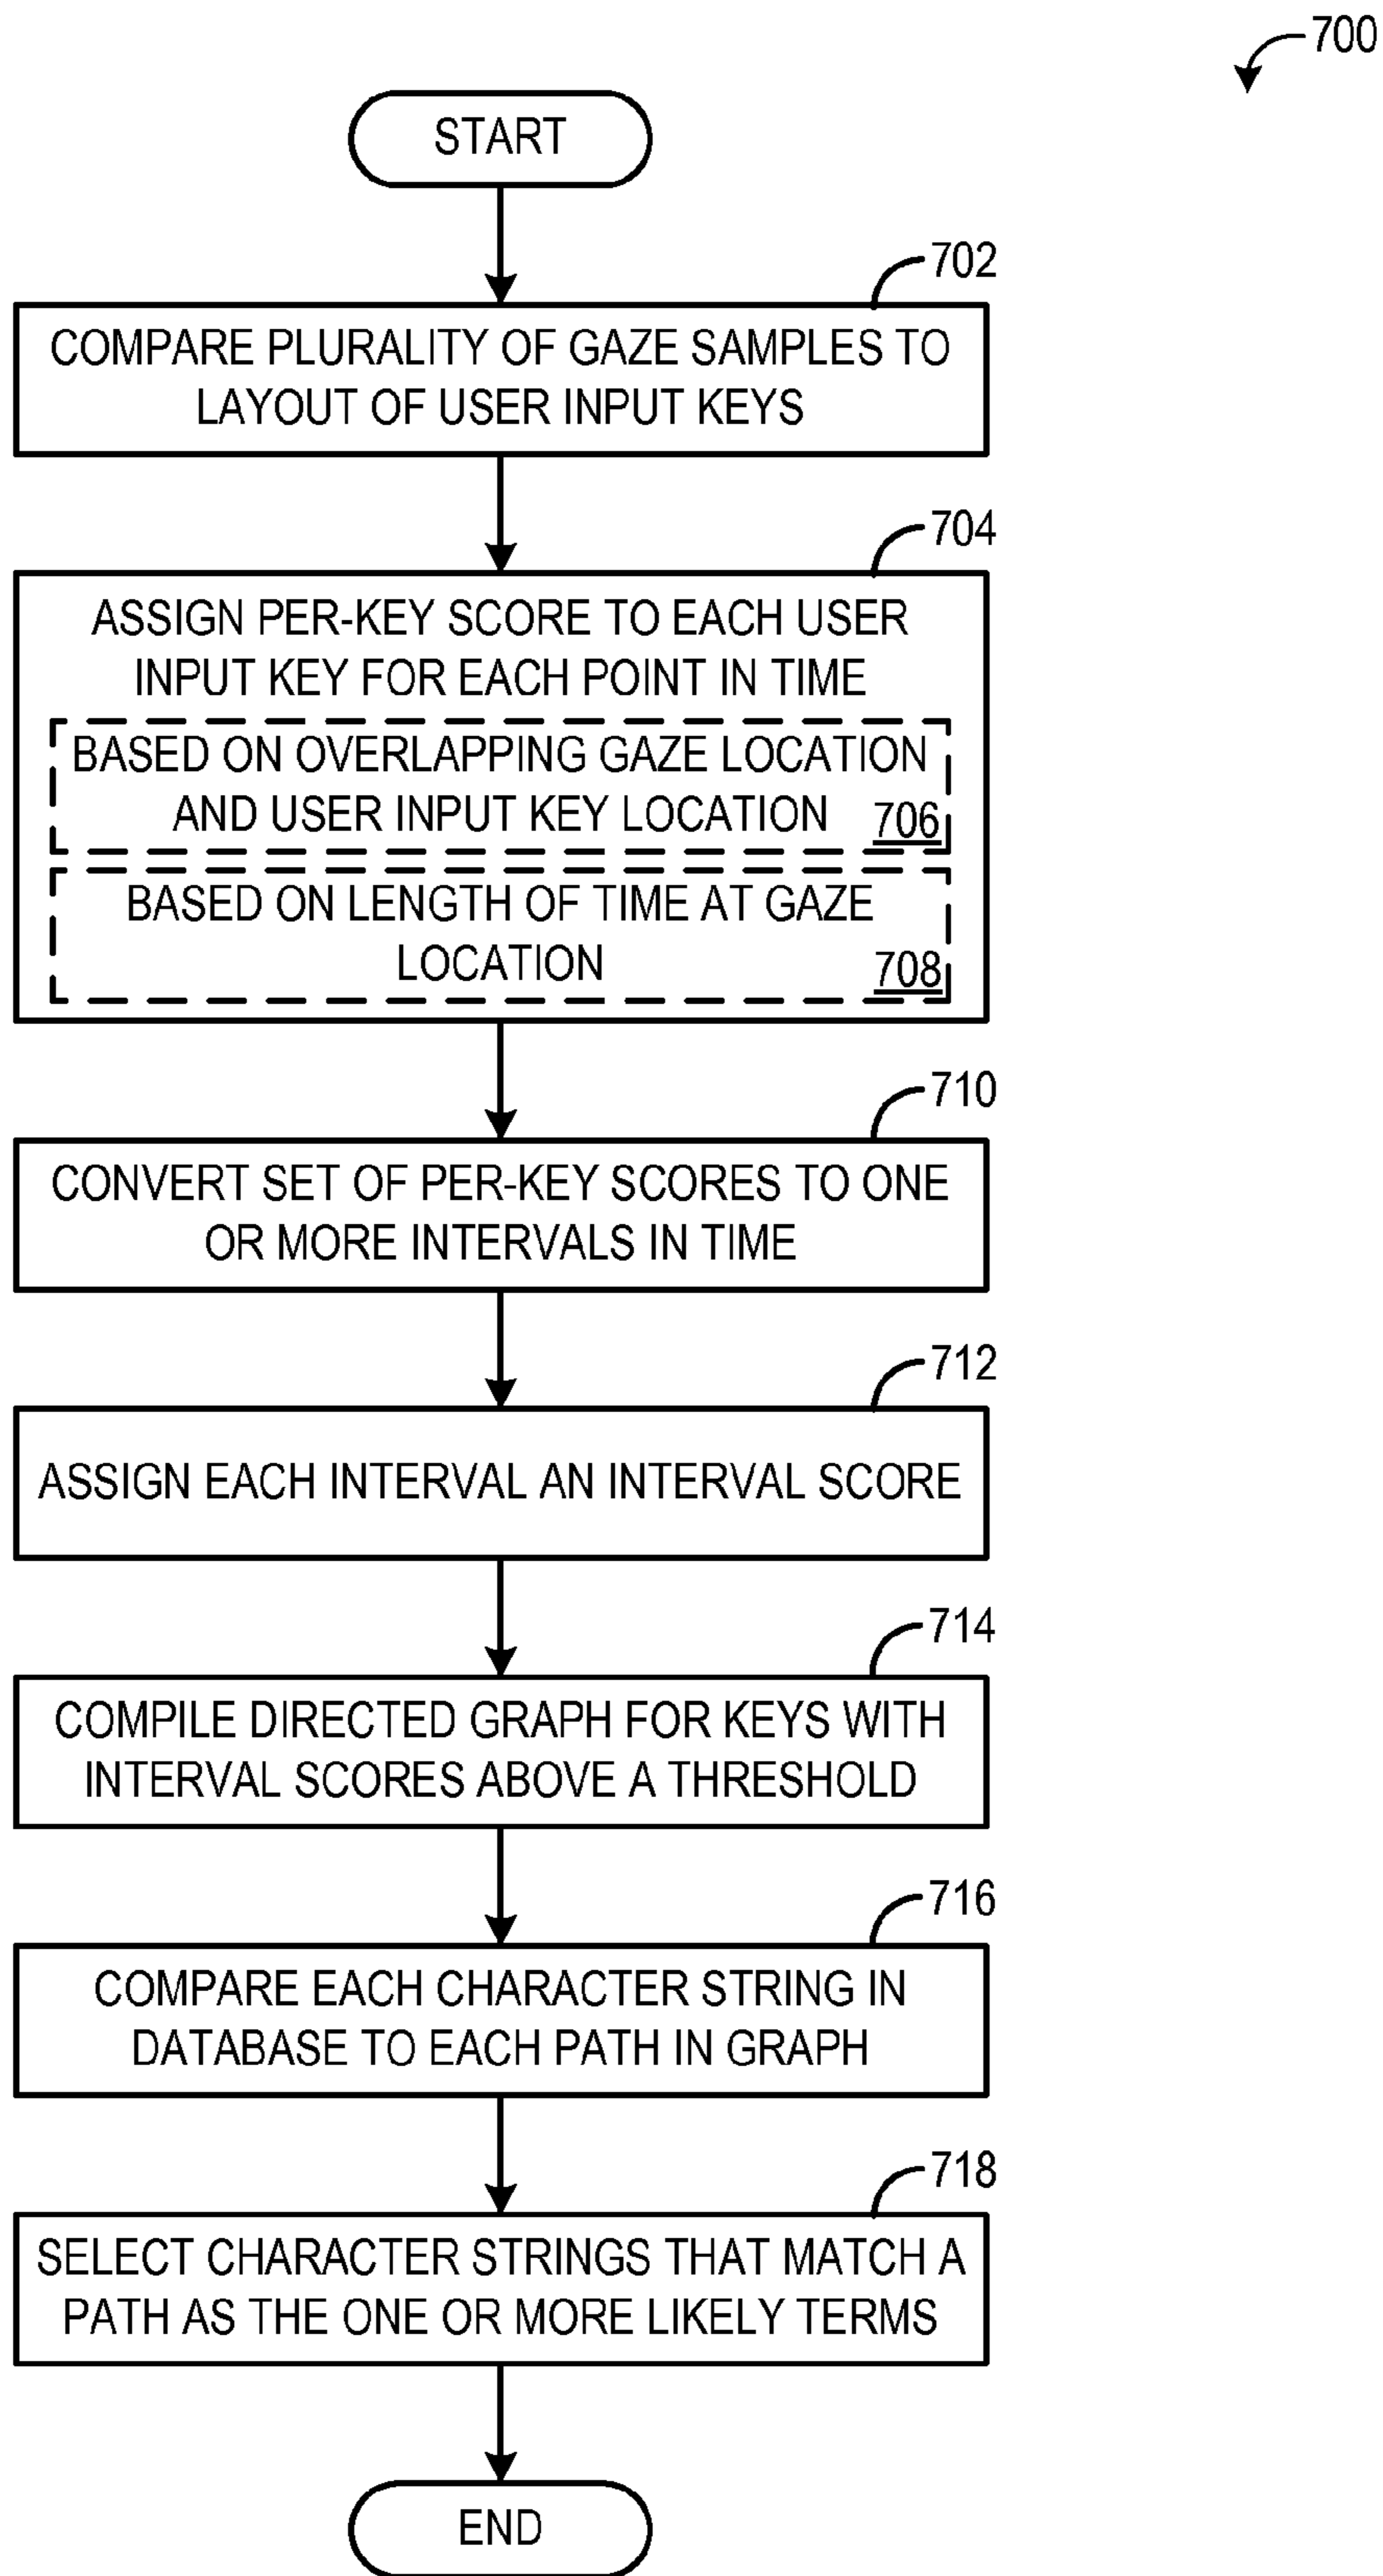 700
START
702
COMPARE PLURALITY OF GAZE SAMPLES TO
LAYOUT OF USER INPUT KEYS
704
ASSIGN PER-KEY SCORE TO EACH USER
INPUT KEY FOR EACH POINT IN TIME
BASED ON OVERLAPPING GAZE LOCATION
AND USER INPUT KEY LOCATION 706
BASED ON LENGTH OF TIME AT GAZE
LOCATION 708
710
CONVERT SET OF PER-KEY SCORES TO ONE
OR MORE INTERVALS IN TIME
712
ASSIGN EACH INTERVAL AN INTERVAL SCORE
714
COMPILE DIRECTED GRAPH FOR KEYS WITH
INTERVAL SCORES ABOVE A THRESHOLD
716
COMPARE EACH CHARACTER STRING IN
DATABASE TO EACH PATH IN GRAPH
718
SELECT CHARACTER STRINGS THAT MATCH A
PATH AS THE ONE OR MORE LIKELY TERMS
END